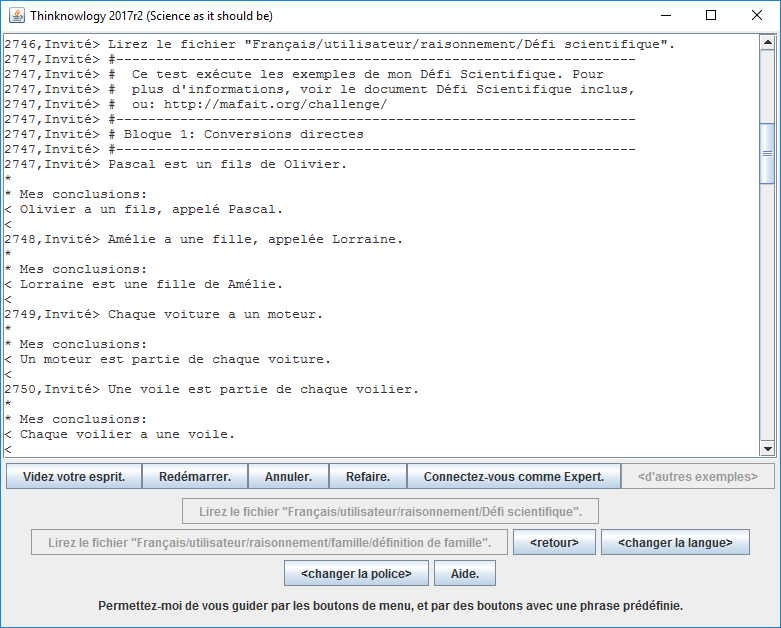 Thinknowlogy 2017r2 (Science as it should be)
2746,Invité> Lirez le fichier "Français/utilisateur/raisonnement/Défi scientifique".
2747,Invité> #-----------------------------------------------------------------
2747,Invité> #  Ce test exécute les exemples de mon Défi Scientifique. Pour
2747,Invité> #  plus d'informations, voir le document Défi Scientifique inclus,
2747,Invité> #  ou: http://mafait.org/challenge/
2747,Invité> #-----------------------------------------------------------------
2747,Invité> # Bloque 1: Conversions directes
2747,Invité> #-----------------------------------------------------------------
2747,Invité> Pascal est un fils de Olivier.
*
* Mes conclusions:
< Olivier a un fils, appelé Pascal.
<
2748,Invité> Amélie a une fille, appelée Lorraine.
*
* Mes conclusions:
< Lorraine est une fille de Amélie.
<
2749,Invité> Chaque voiture a un moteur.
*
* Mes conclusions:
< Un moteur est partie de chaque voiture.
<
2750,Invité> Une voile est partie de chaque voilier.
*
* Mes conclusions:
< Chaque voilier a une voile.
<
Videz votre esprit. Redémarrer. Annuler. Refaire. Connectez-vous comme Expert. <d'autres exemples>
Lirez le fichier "Français/utilisateur/raisonnement/Défi scientifique".
Lirez le fichier "Français/utilisateur/raisonnement/famille/définition de famille". <retour> <changer la langue>
<changer la police> Aide.
Permettez-moi de vous guider par les boutons de menu, et par des boutons avec une phrase prédéfinie.